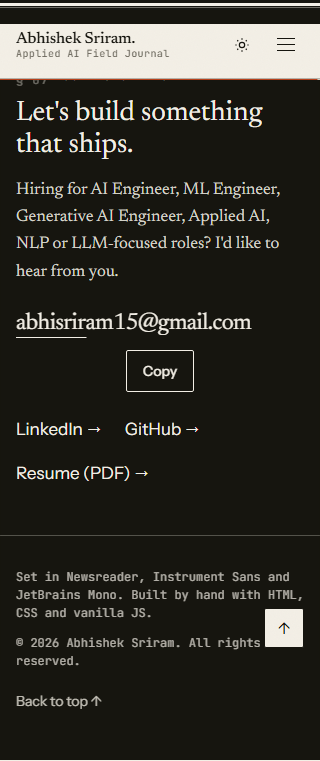 Abhishek Sriram.
Applied AI Field Journal
Let's build something
that ships.
Hiring for AI Engineer, ML Engineer,
Generative AI Engineer, Applied AI,
NLP or LLM-focused roles? I'd like to
hear from you.
abhisriram15@gmail.com
Copy
LinkedIn → GitHub →
Resume (PDF) →
Set in Newsreader, Instrument Sans and
JetBrains Mono. Built by hand with HTML,
CSS and vanilla JS.
© 2026 Abhishek Sriram. All rights
reserved.
↑
Back to top ↑